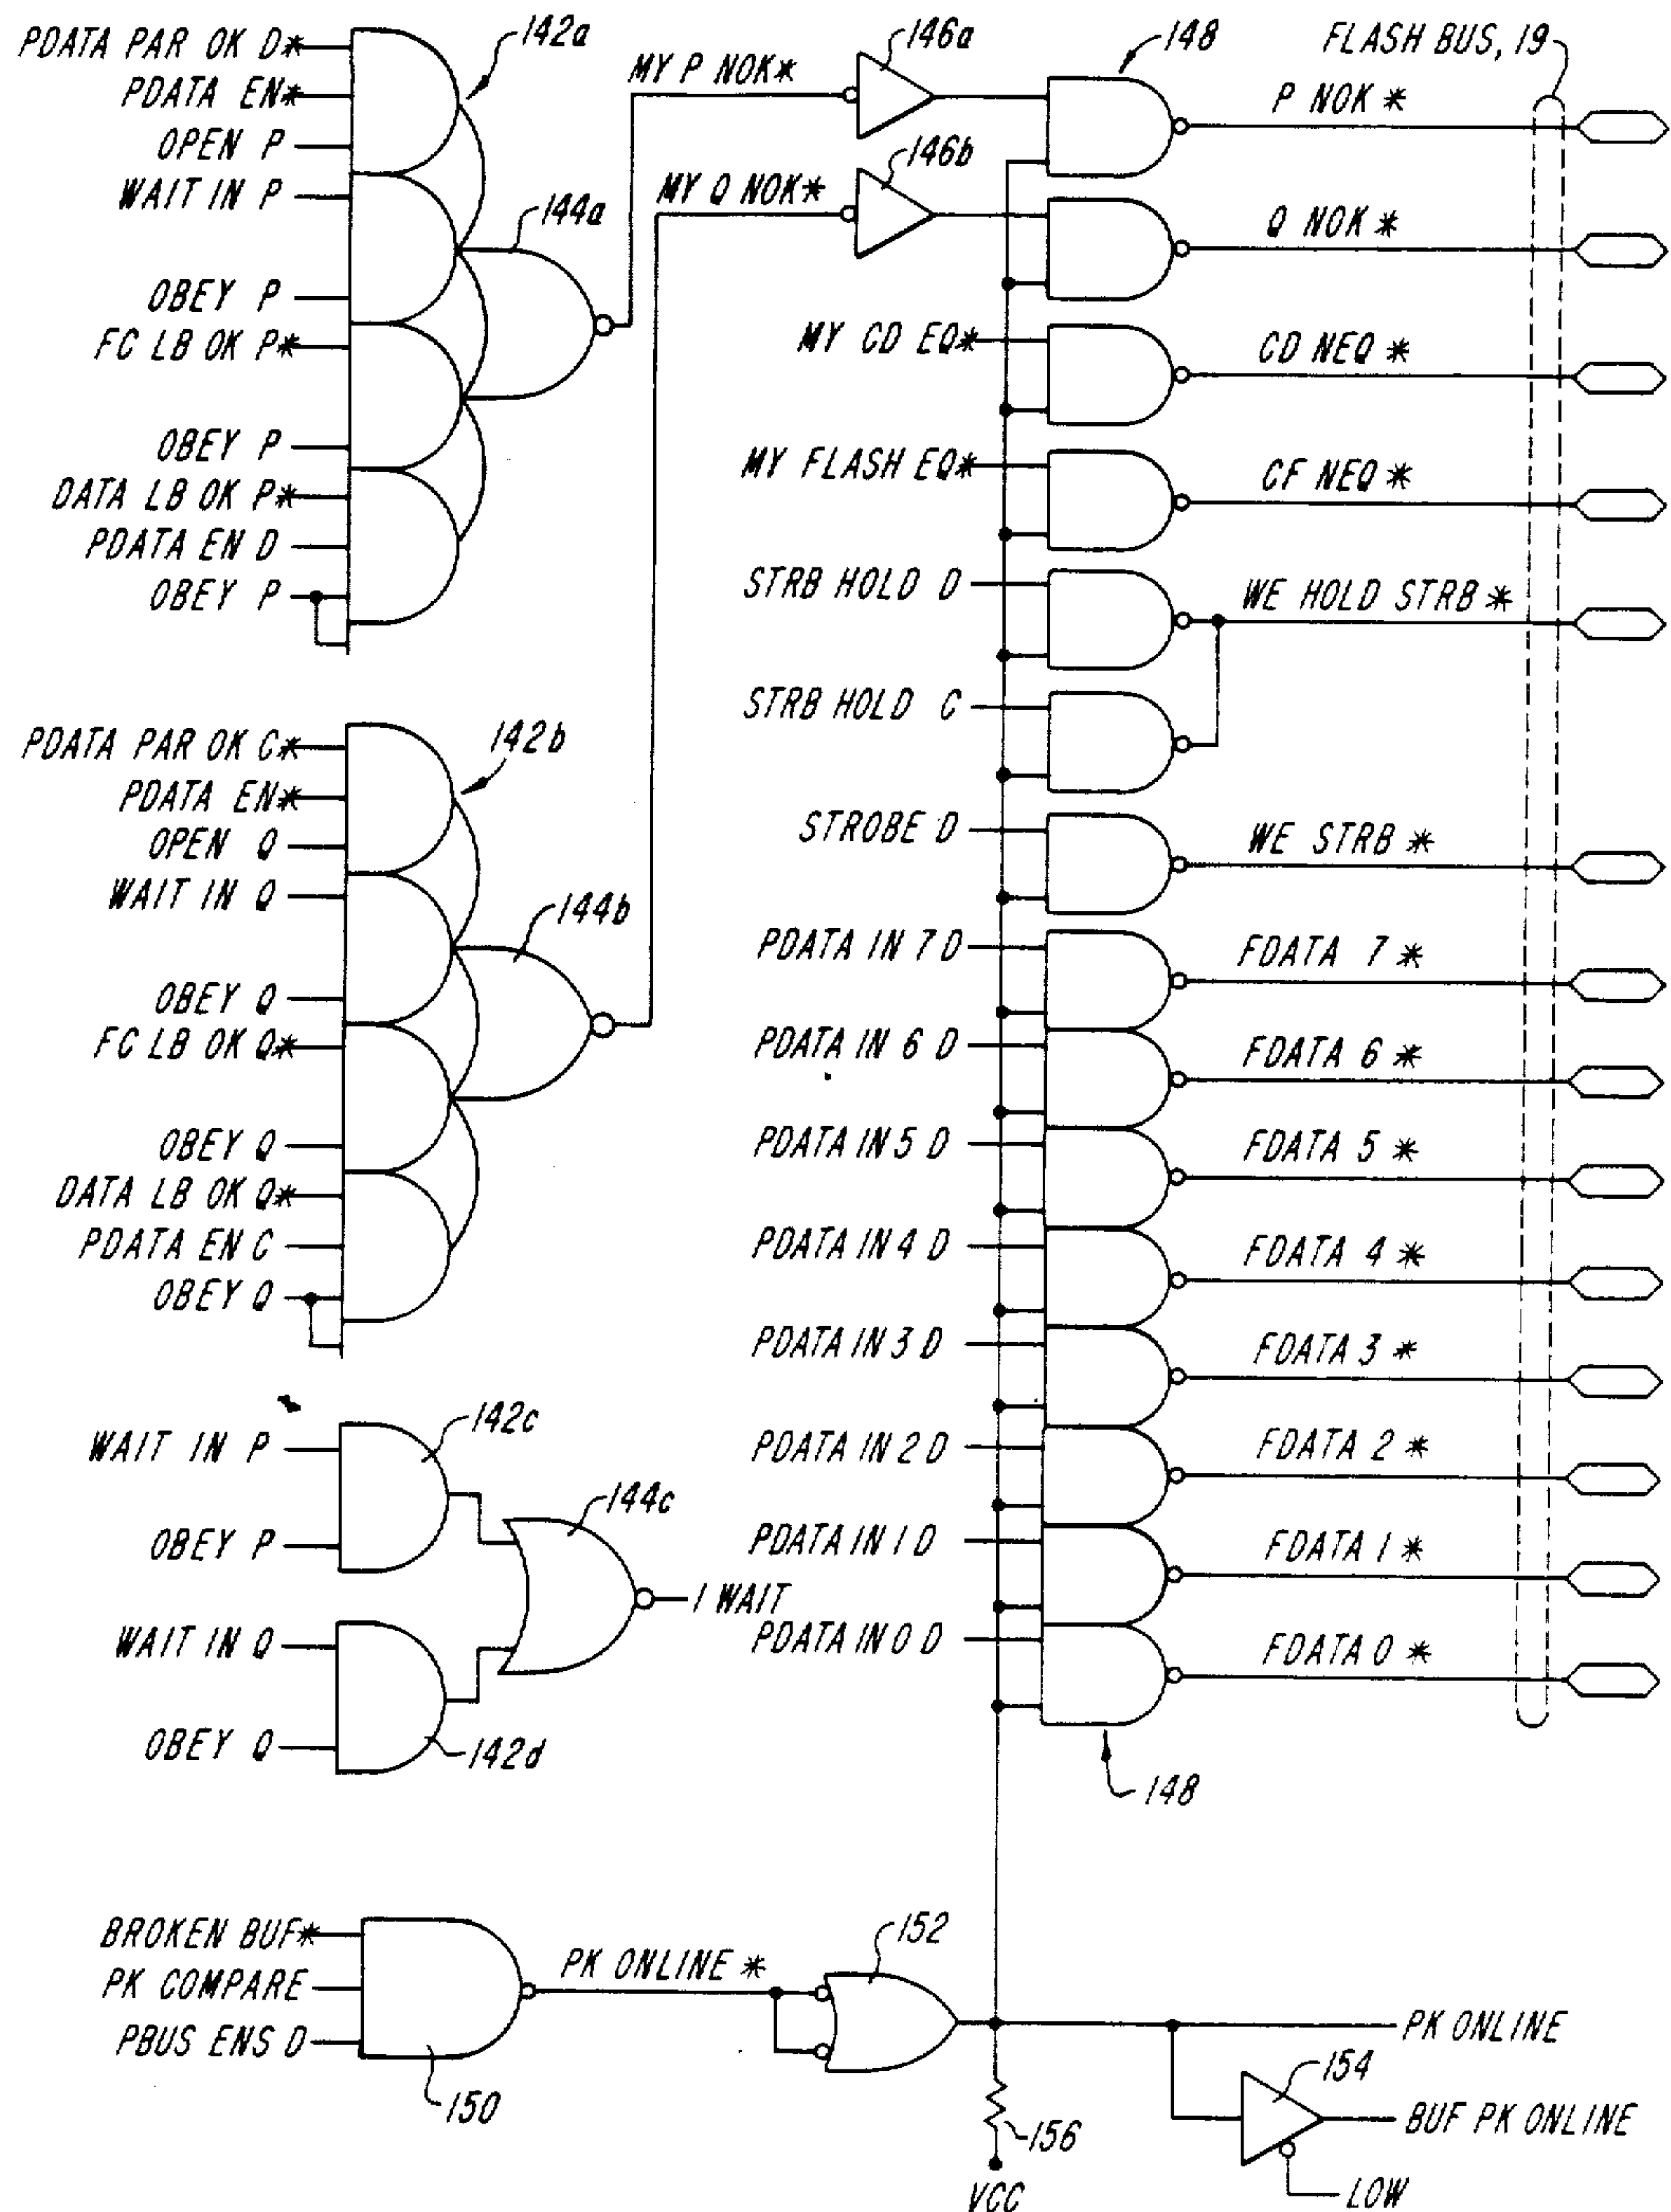 PDATA PAR OK D*
PDATA EN*
OPEN P
WAIT IN P
OBEY P
FC LB OK P*
OBEY P
DATA LB OK P*
PDATA EN D
OBEY P
142a
144a
MY P NOK*
MY Q NOK*
146a
146b
148
FLASH BUS, 19
P NOK *
Q NOK *
MY CD EQ*
CD NEQ *
MY FLASH EQ*
CF NEQ *
STRB HOLD D
WE HOLD STRB *
STRB HOLD C
PDATA PAR OK C*
PDATA EN*
OPEN Q
WAIT IN Q
OBEY Q
FC LB OK Q*
OBEY Q
DATA LB OK Q*
PDATA EN C
OBEY Q
142b
144b
STROBE D
WE STRB *
PDATA IN 7 D
FDATA 7 *
PDATA IN 6 D
FDATA 6 *
PDATA IN 5 D
FDATA 5 *
PDATA IN 4 D
FDATA 4 *
PDATA IN 3 D
FDATA 3 *
PDATA IN 2 D
FDATA 2 *
PDATA IN 1 D
FDATA 1 *
PDATA IN 0 D
FDATA 0 *
148
WAIT IN P
OBEY P
142c
144c
I WAIT
WAIT IN Q
OBEY Q
142d
BROKEN BUF*
PK COMPARE
PBUS ENS D
150
PK ONLINE *
152
PK ONLINE
154
BUF PK ONLINE
LOW
156
VCC